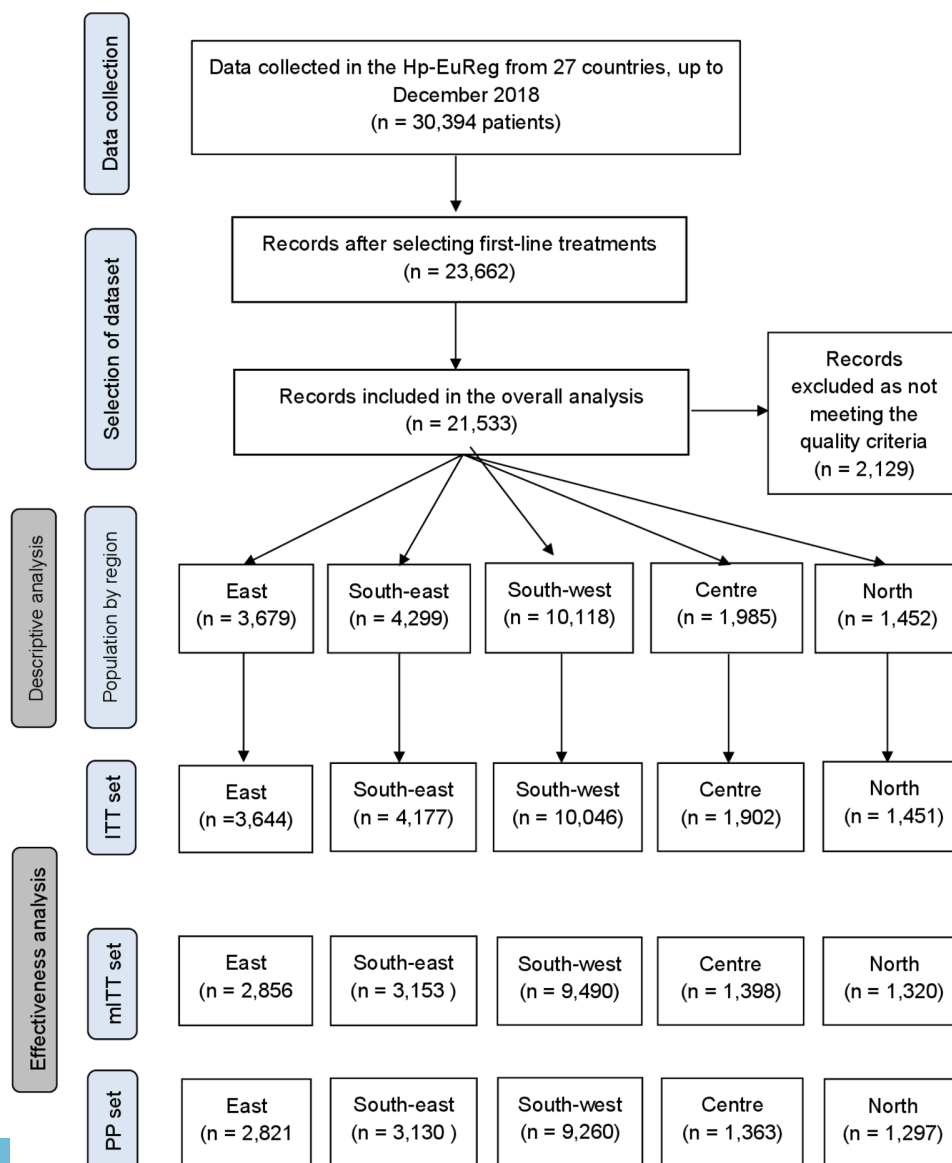 Data collection
Data collected in the Hp-EuReg from 27 countries, up to
December 2018
(n = 30,394 patients)
Selection of dataset
Records after selecting first-line treatments
(n = 23,662)
Records included in the overall analysis
(n = 21,533)
Records
excluded as not
meeting the
quality criteria
(n = 2,129)
Descriptive analysis
Population by region
East
(n = 3,679)
South-east
(n = 4,299)
South-west
(n = 10,118)
Centre
(n = 1,985)
North
(n = 1,452)
Effectiveness analysis
ITT set
East
(n =3,644)
South-east
(n = 4,177)
South-west
(n = 10,046)
Centre
(n = 1,902)
North
(n = 1,451)
mITT set
East
(n = 2,856
South-east
(n = 3,153 )
South-west
(n = 9,490)
Centre
(n = 1,398)
North
(n = 1,320)
PP set
East
(n = 2,821
South-east
(n = 3,130 )
South-west
(n = 9,260)
Centre
(n = 1,363)
North
(n = 1,297)